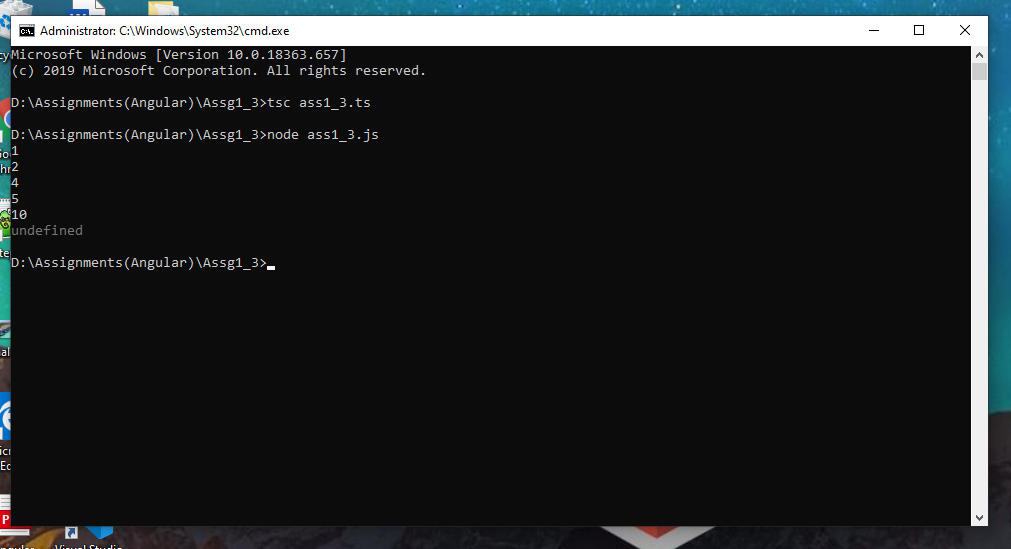 Administrator: C:\Windows\System32\cmd.exe
Microsoft Windows [Version 10.0.18363.657]
(c) 2019 Microsoft Corporation. All rights reserved.
D:\Assignments(Angular)\Assg1_3>tsc ass1_3.ts
D:\Assignments(Angular)\Assg1_3>node ass1_3.js
1
2
4
5
10
undefined
D:\Assignments(Angular)\Assg1_3>